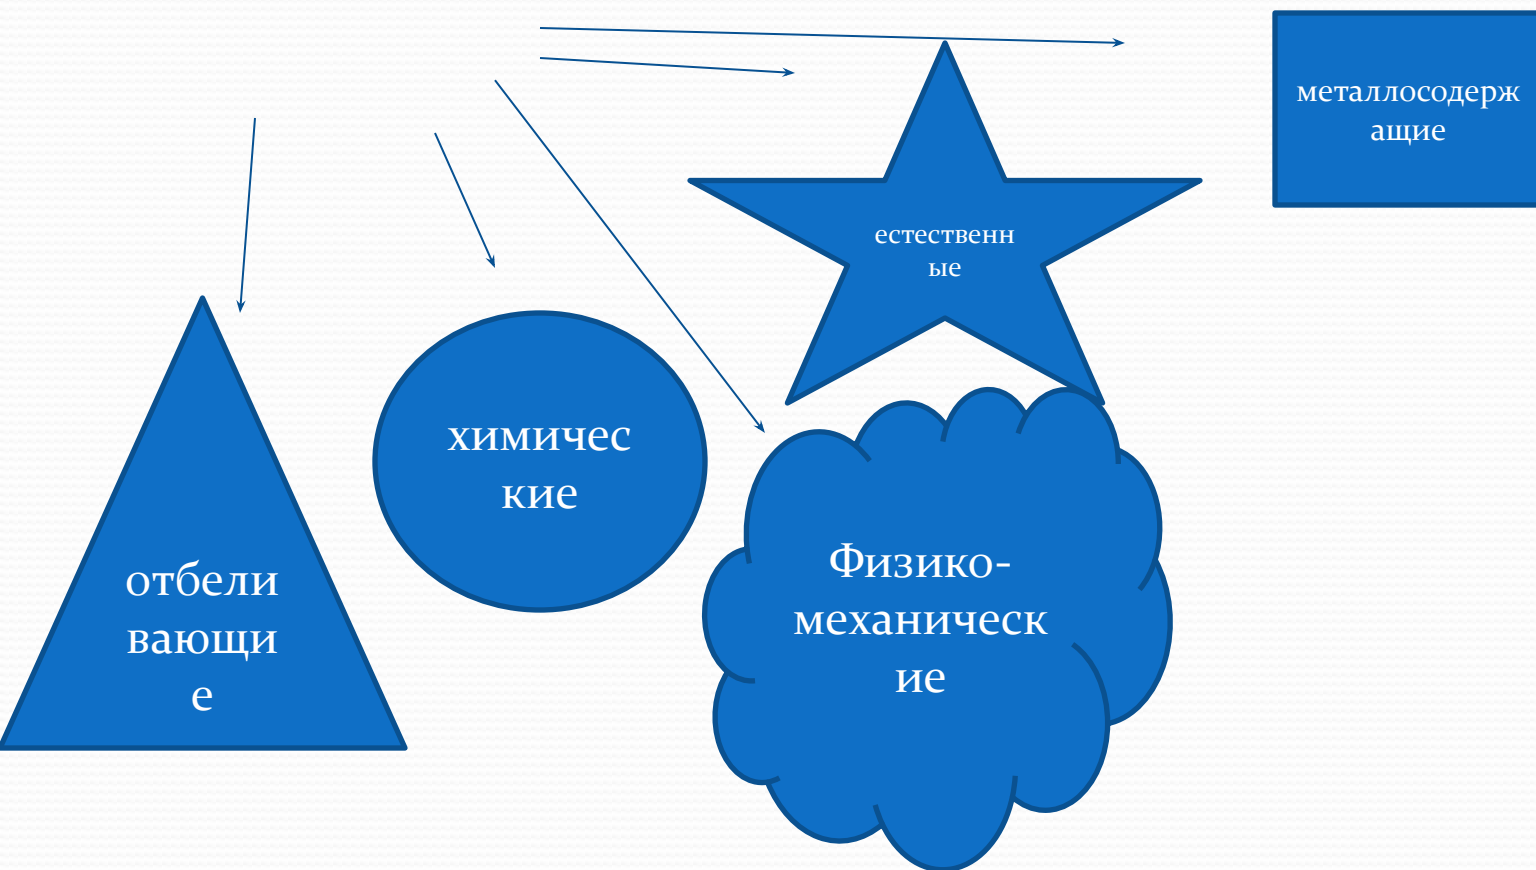 металлосодерж
ащие
естественн
ые
химичес
кие
отбели
вающи
е
Физико-
механическ
ие